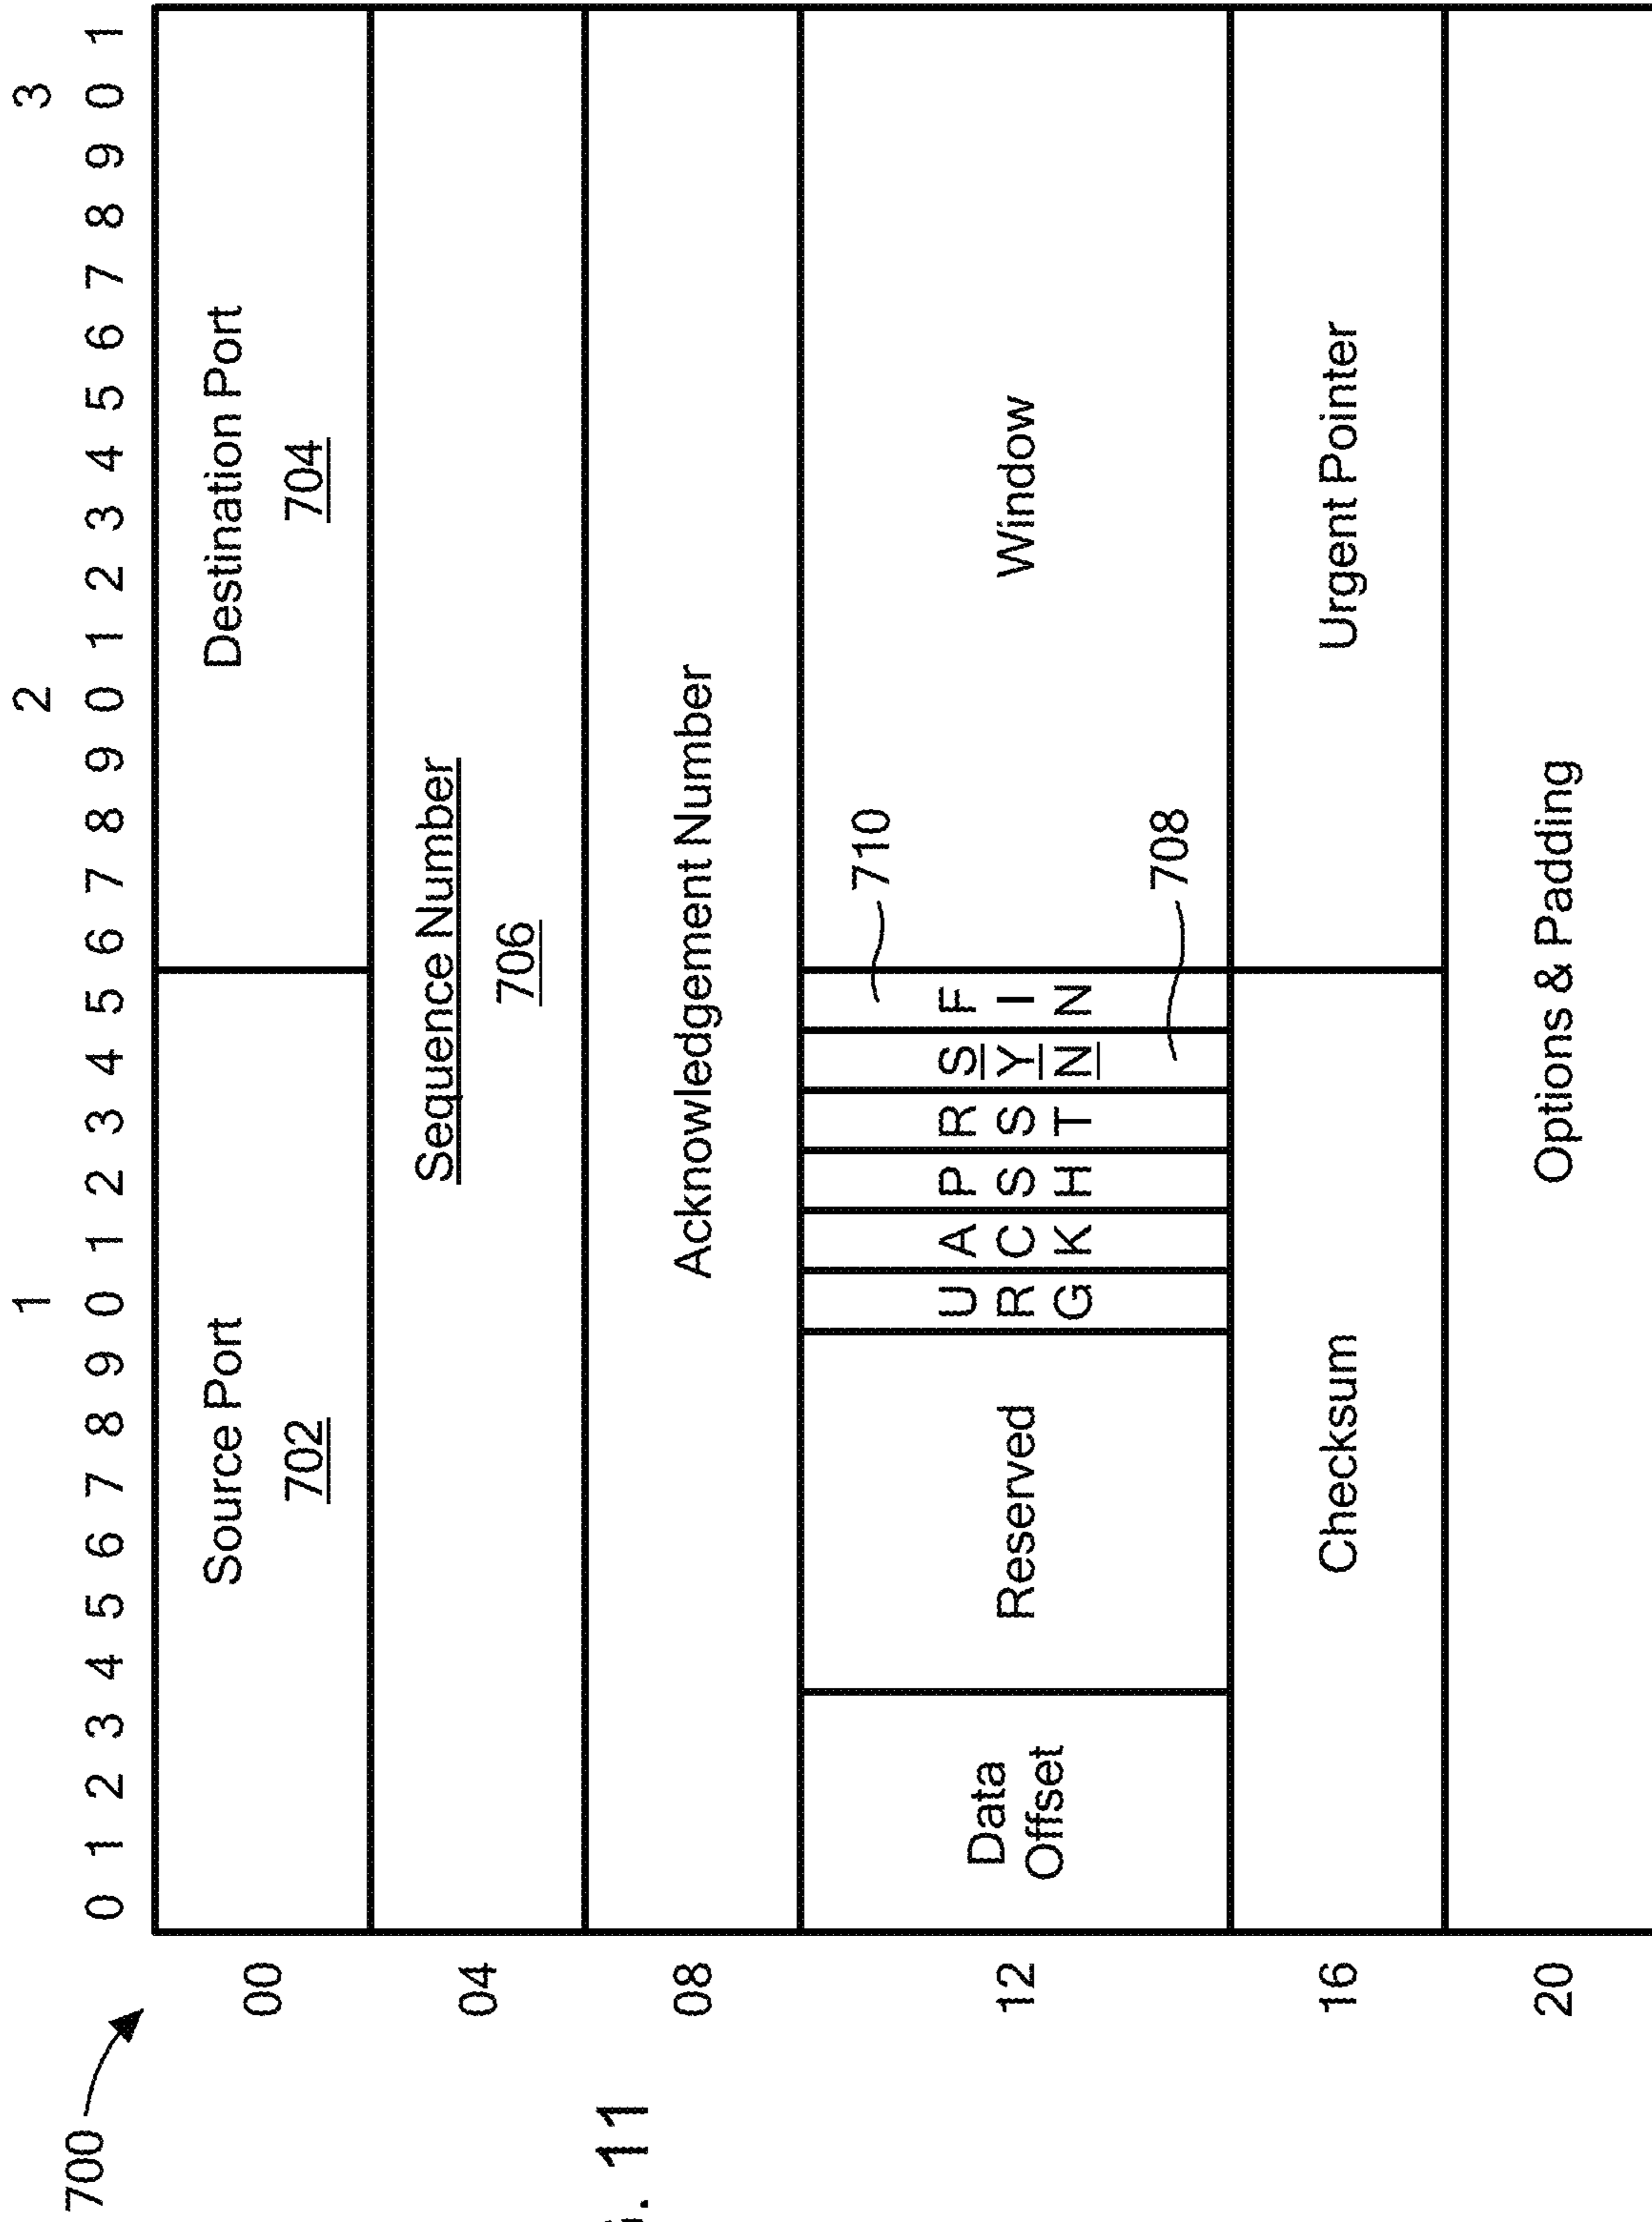 700
1 2 3
0 1 2 3 4 5 6 7 8 9 0 1 2 3 4 5 6 7 8 9 0 1 2 3 4 5 6 7 8 9 0 1
00
Source Port
702
Destination Port
704
04
Sequence Number
706
08
Acknowledgement Number
12
Data
Offset
Reserved
URG
ACK
PSH
RST
SYN
FIN
710
708
Window
16
Checksum
Urgent Pointer
20
Options & Padding
. 11